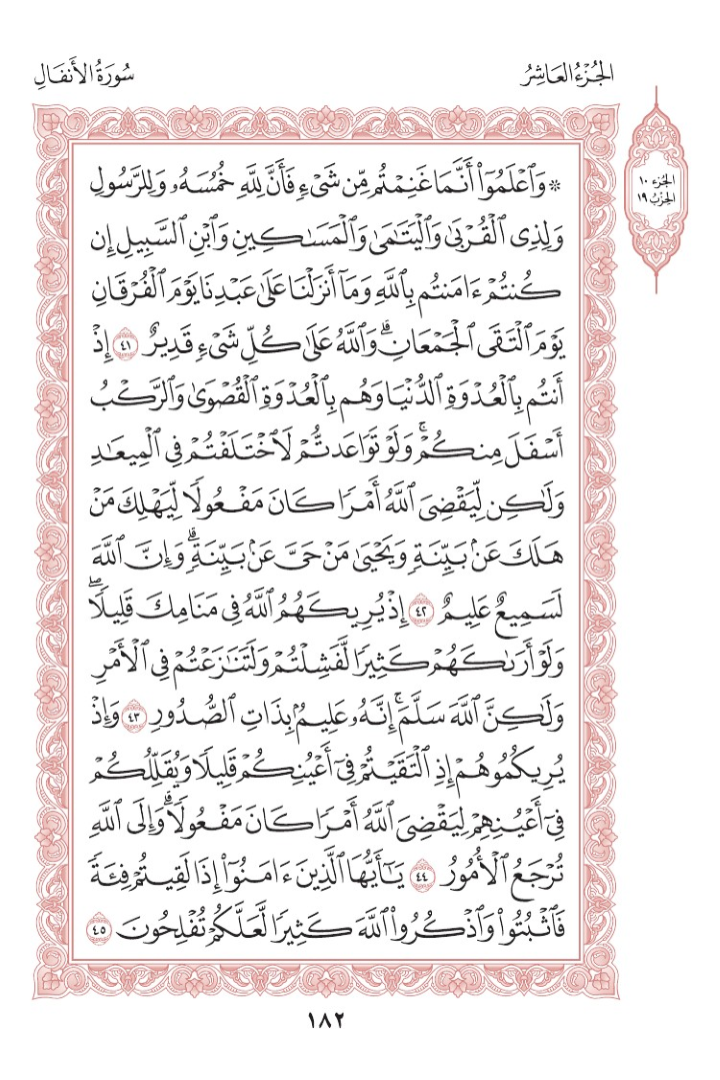 الجُزْءُ العَاشِرُ
سُورَةُ الأَنفَالِ
الجزء ١٠
الحزب ١٩
۞ وَٱعْلَمُوٓا۟ أَنَّمَا غَنِمْتُم مِّن شَىْءٍ فَأَنَّ لِلَّهِ خُمُسَهُۥ وَلِلرَّسُولِ
وَلِذِى ٱلْقُرْبَىٰ وَٱلْيَتَٰمَىٰ وَٱلْمَسَٰكِينِ وَٱبْنِ ٱلسَّبِيلِ إِن
كُنتُمْ ءَامَنتُم بِٱللَّهِ وَمَآ أَنزَلْنَا عَلَىٰ عَبْدِنَا يَوْمَ ٱلْفُرْقَانِ
يَوْمَ ٱلْتَقَى ٱلْجَمْعَانِ ۗ وَٱللَّهُ عَلَىٰ كُلِّ شَىْءٍ قَدِيرٌ ٤١ إِذْ
أَنتُم بِٱلْعُدْوَةِ ٱلدُّنْيَا وَهُم بِٱلْعُدْوَةِ ٱلْقُصْوَىٰ وَٱلرَّكْبُ
أَسْفَلَ مِنكُمْ ۚ وَلَوْ تَوَاعَدتُّمْ لَٱخْتَلَفْتُمْ فِى ٱلْمِيعَٰدِ
وَلَٰكِن لِّيَقْضِىَ ٱللَّهُ أَمْرًا كَانَ مَفْعُولًا لِّيَهْلِكَ مَنْ
هَلَكَ عَنۢ بَيِّنَةٍ وَيَحْيَىٰ مَنْ حَىَّ عَنۢ بَيِّنَةٍ ۗ وَإِنَّ ٱللَّهَ
لَسَمِيعٌ عَلِيمٌ ٤٢ إِذْ يُرِيكَهُمُ ٱللَّهُ فِى مَنَامِكَ قَلِيلًا ۖ
وَلَوْ أَرَىٰكَهُمْ كَثِيرًا لَّفَشِلْتُمْ وَلَتَنَٰزَعْتُمْ فِى ٱلْأَمْرِ
وَلَٰكِنَّ ٱللَّهَ سَلَّمَ ۗ إِنَّهُۥ عَلِيمٌۢ بِذَاتِ ٱلصُّدُورِ ٤٣ وَإِذْ
يُرِيكُمُوهُمْ إِذِ ٱلْتَقَيْتُمْ فِىٓ أَعْيُنِكُمْ قَلِيلًا وَيُقَلِّلُكُمْ
فِىٓ أَعْيُنِهِمْ لِيَقْضِىَ ٱللَّهُ أَمْرًا كَانَ مَفْعُولًا ۗ وَإِلَى ٱللَّهِ
تُرْجَعُ ٱلْأُمُورُ ٤٤ يَٰٓأَيُّهَا ٱلَّذِينَ ءَامَنُوٓا۟ إِذَا لَقِيتُمْ فِئَةً
فَٱثْبُتُوا۟ وَٱذْكُرُوا۟ ٱللَّهَ كَثِيرًا لَّعَلَّكُمْ تُفْلِحُونَ ٤٥
١٨٢